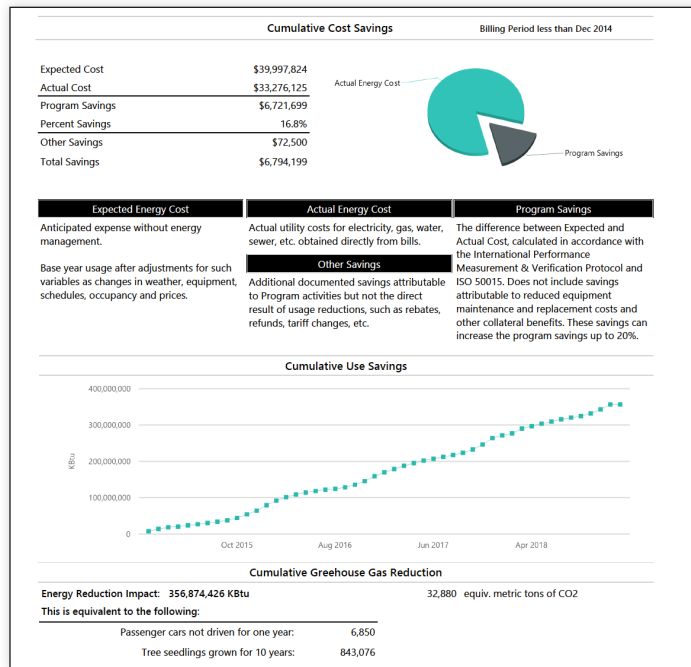 Cumulative Cost Savings
Billing Period less than Dec 2014
Expected Cost $39,997,824
Actual Cost $33,276,125
Program Savings $6,721,699
Percent Savings 16.8%
Other Savings $72,500
Total Savings $6,794,199
Actual Energy Cost
Program Savings
Expected Energy Cost
Anticipated expense without energy
management.
Base year usage after adjustments for such
variables as changes in weather, equipment,
schedules, occupancy and prices.
Actual Energy Cost
Actual utility costs for electricity, gas, water,
sewer, etc. obtained directly from bills.
Other Savings
Additional documented savings attributable
to Program activities but not the direct
result of usage reductions, such as rebates,
refunds, tariff changes, etc.
Program Savings
The difference between Expected and
Actual Cost, calculated in accordance with
the International Performance
Measurement & Verification Protocol and
ISO 50015. Does not include savings
attributable to reduced equipment
maintenance and replacement costs and
other collateral benefits. These savings can
increase the program savings up to 20%.
Cumulative Use Savings
400,000,000
300,000,000
200,000,000
100,000,000
0
KBtu
Oct 2015 Aug 2016 Jun 2017 Apr 2018
Cumulative Greehouse Gas Reduction
Energy Reduction Impact: 356,874,426 KBtu 32,880 equiv. metric tons of CO2
This is equivalent to the following:
Passenger cars not driven for one year: 6,850
Tree seedlings grown for 10 years: 843,076